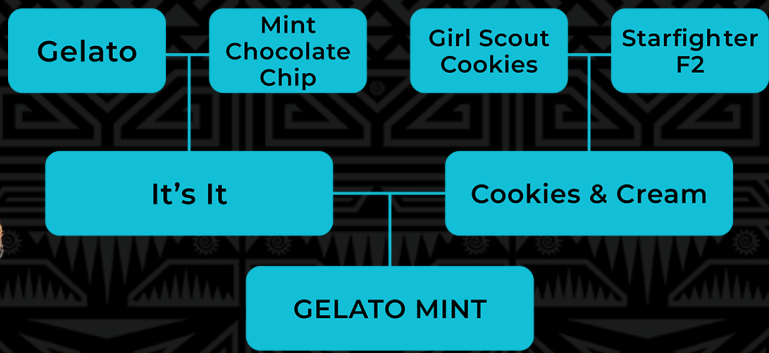 Gelato
Mint
Chocolate
Chip
Girl Scout
Cookies
Starfighter
F2
It’s It
Cookies & Cream
GELATO MINT